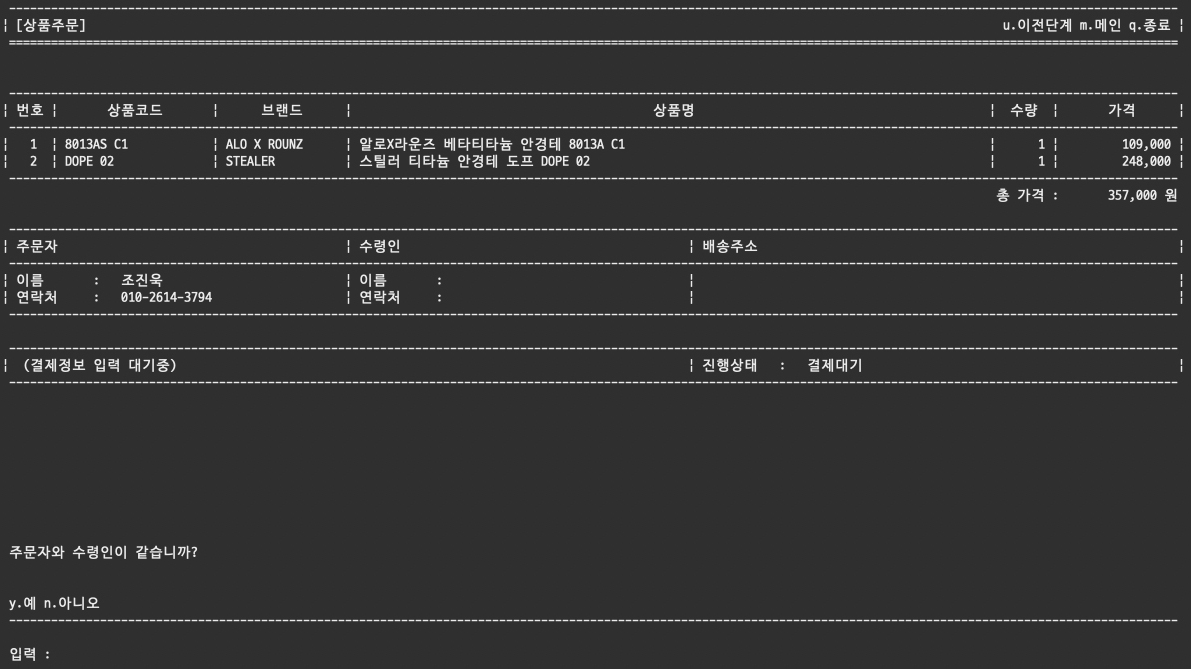 [상품주문] u.이전단계 m.메인 q.종료
번호 | 상품코드 | 브랜드 | 상품명 | 수량 | 가격
1 | 8013AS C1 | ALO X ROUNZ | 알로X라운즈 베타티타늄 안경테 8013A C1 | 1 | 109,000
2 | DOPE 02 | STEALER | 스틸러 티타늄 안경테 도프 DOPE 02 | 1 | 248,000
총 가격 : 357,000 원
주문자 | 수령인 | 배송주소
이름 : 조진욱 | 이름 : |
연락처 : 010-2614-3794 | 연락처 : |
(결제정보 입력 대기중) | 진행상태 : 결제대기
주문자와 수령인이 같습니까?
y.예 n.아니오
입력 :